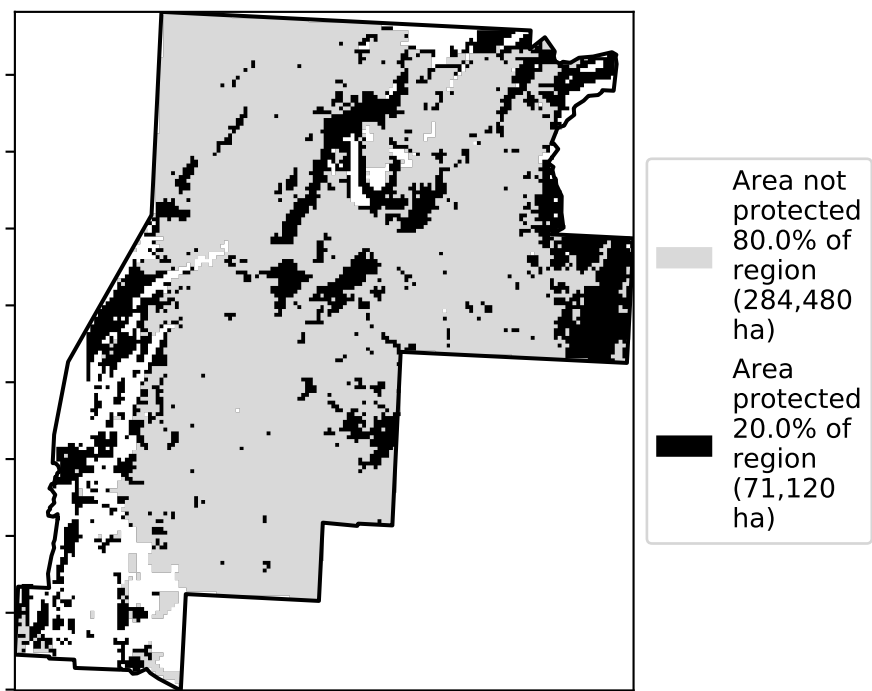 Area not
protected
80.0% of
region
(284,480
ha)
Area
protected
20.0% of
region
(71,120
ha)